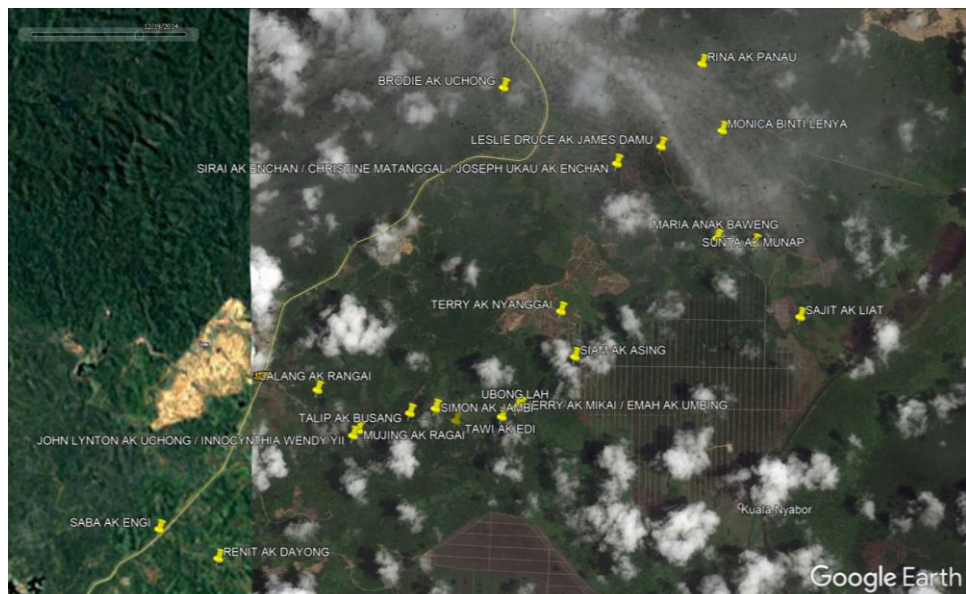 12/19/2014
RINA AK PANAU
BRODIE AK UCHONG
MONICA BINTI LENYA
LESLIE DRUCE AK JAMES DAMU
SIRAI AK ENCHAN / CHRISTINE MATANGGAL / JOSEPH UKAU AK ENCHAN
MARIA ANAK BAWENG
SUNTA AK MUNAP
TERRY AK NYANGGAI
SAJIT AK LIAT
SIAM AK ASING
JALANG AK RANGAI
UBONG LAH
SIMON AK JAMBI
JERRY AK MIKAI / EMAH AK UMBING
TALIP AK BUSANG
TAWI AK EDI
JOHN LYNTON AK UCHONG / INNOCYNTHIA WENDY YII
MUJING AK RAGAI
Kuala Nyabor
SABA AK ENGI
RENIT AK DAYONG
Google Earth